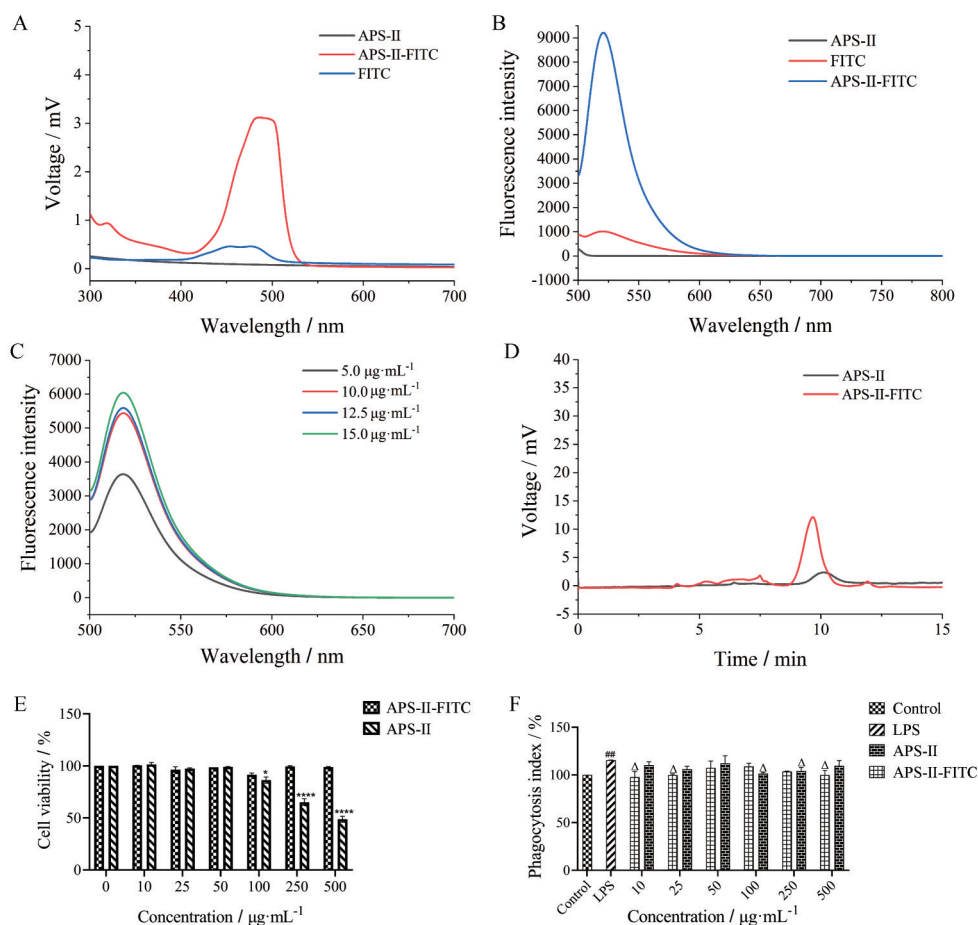 A
APS-II
APS-II-FITC
FITC
Voltage / mV
5
4
3
2
1
0
300
400
500
600
700
Wavelength / nm
B
APS-II
FITC
APS-II-FITC
Fluorescence intensity
9000
8000
7000
6000
5000
4000
3000
2000
1000
0
-1000
500
550
600
650
700
750
800
Wavelength / nm
C
5.0 μg·mL⁻¹
10.0 μg·mL⁻¹
12.5 μg·mL⁻¹
15.0 μg·mL⁻¹
Fluorescence intensity
7000
6000
5000
4000
3000
2000
1000
0
500
550
600
650
700
Wavelength / nm
D
APS-II
APS-II-FITC
Voltage / mV
40
35
30
25
20
15
10
5
0
-5
0
5
10
15
Time / min
E
APS-II-FITC
APS-II
Cell viability / %
150
100
50
0
*
****
****
0
10
25
50
100
250
500
Concentration / μg·mL⁻¹
F
Control
LPS
APS-II
APS-II-FITC
Phagocytosis index / %
150
100
50
0
##
Δ
Δ
Δ
Δ
Δ
Control
LPS
10
25
50
100
250
500
Concentration / μg·mL⁻¹